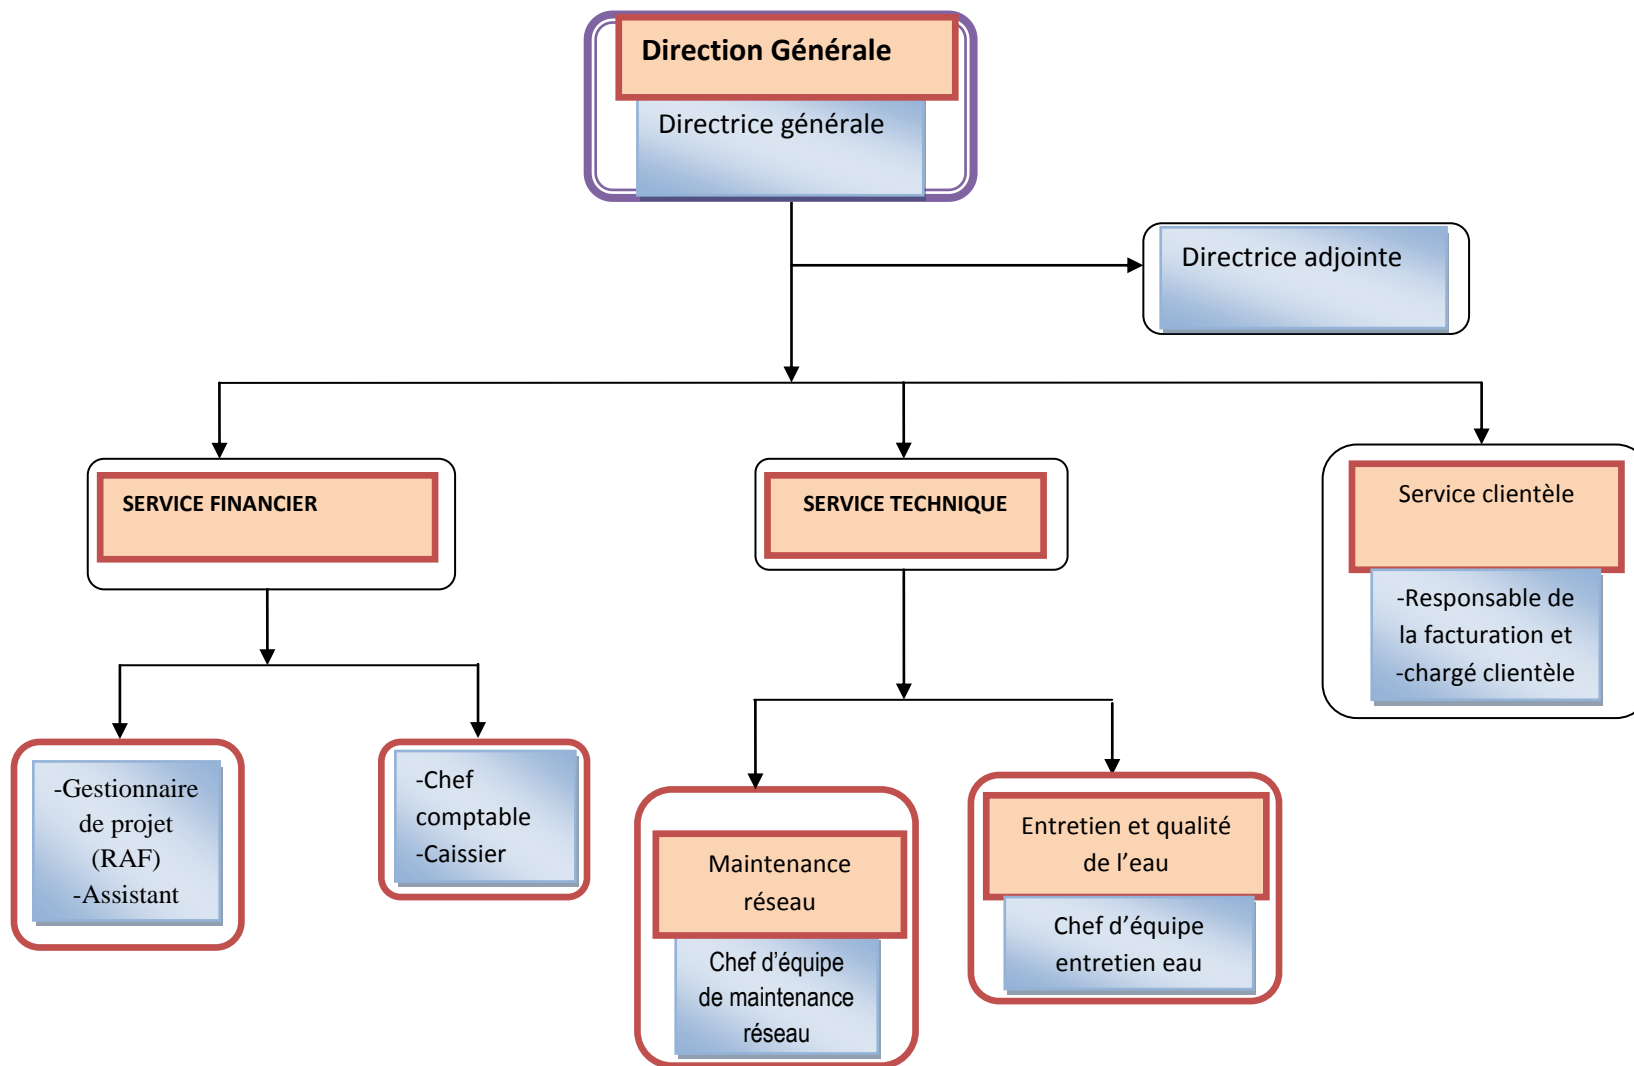 Direction Générale
Directrice générale
Directrice adjointe
SERVICE FINANCIER
SERVICE TECHNIQUE
Service clientèle
-Responsable de
la facturation et
-chargé clientèle
-Gestionnaire
de projet
(RAF)
-Assistant
-Chef
comptable
-Caissier
Maintenance
réseau
Chef d’équipe
de maintenance
réseau
Entretien et qualité
de l’eau
Chef d’équipe
entretien eau